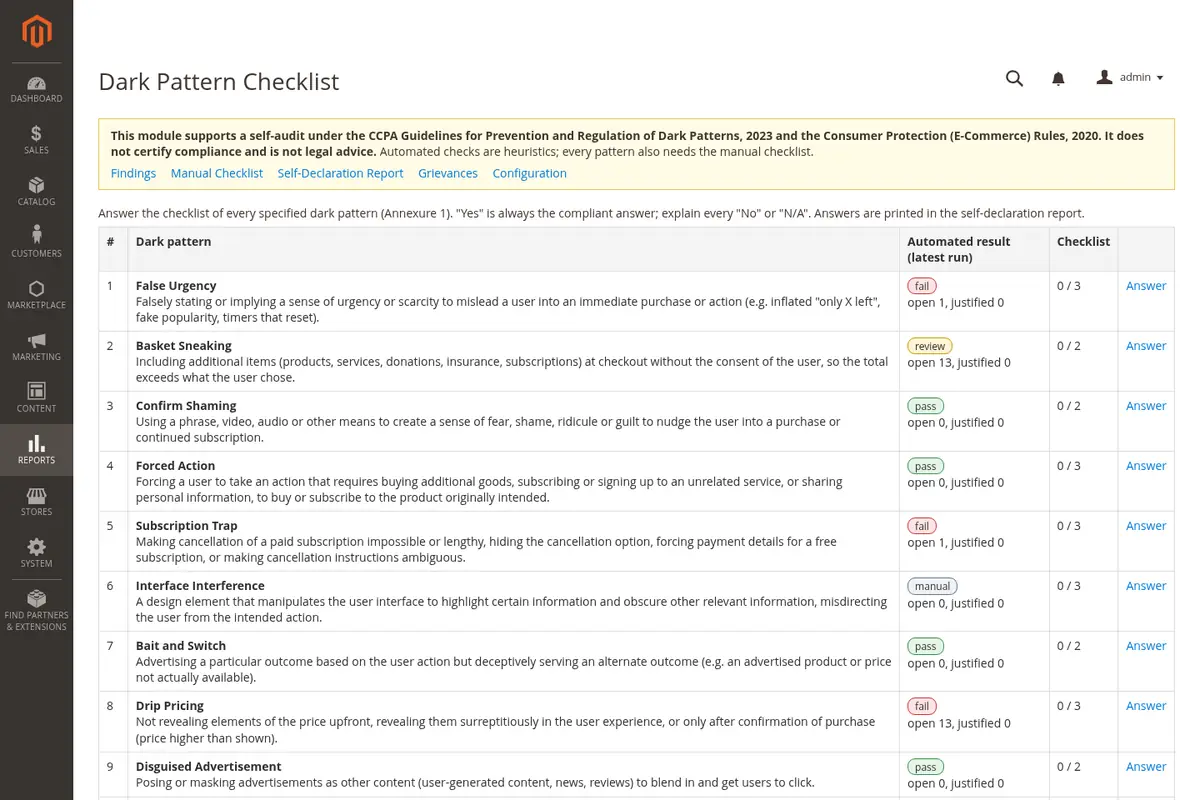 DASHBOARD
SALES
CATALOG
CUSTOMERS
MARKETPLACE
MARKETING
CONTENT
REPORTS
STORES
SYSTEM
FIND PARTNERS
& EXTENSIONS
Dark Pattern Checklist
admin
This module supports a self-audit under the CCPA Guidelines for Prevention and Regulation of Dark Patterns, 2023 and the Consumer Protection (E-Commerce) Rules, 2020. It does
not certify compliance and is not legal advice. Automated checks are heuristics; every pattern also needs the manual checklist.
Findings Manual Checklist Self-Declaration Report Grievances Configuration
Answer the checklist of every specified dark pattern (Annexure 1). "Yes" is always the compliant answer; explain every "No" or "N/A". Answers are printed in the self-declaration report.
# Dark pattern Automated result Checklist
(latest run)
1 False Urgency fail 0 / 3 Answer
Falsely stating or implying a sense of urgency or scarcity to mislead a user into an immediate purchase or action (e.g. inflated "only X left", open 1, justified 0
fake popularity, timers that reset).
2 Basket Sneaking review 0 / 2 Answer
Including additional items (products, services, donations, insurance, subscriptions) at checkout without the consent of the user, so the total open 13, justified 0
exceeds what the user chose.
3 Confirm Shaming pass 0 / 2 Answer
Using a phrase, video, audio or other means to create a sense of fear, shame, ridicule or guilt to nudge the user into a purchase or open 0, justified 0
continued subscription.
4 Forced Action pass 0 / 3 Answer
Forcing a user to take an action that requires buying additional goods, subscribing or signing up to an unrelated service, or sharing open 0, justified 0
personal information, to buy or subscribe to the product originally intended.
5 Subscription Trap fail 0 / 3 Answer
Making cancellation of a paid subscription impossible or lengthy, hiding the cancellation option, forcing payment details for a free open 1, justified 0
subscription, or making cancellation instructions ambiguous.
6 Interface Interference manual 0 / 3 Answer
A design element that manipulates the user interface to highlight certain information and obscure other relevant information, misdirecting open 0, justified 0
the user from the intended action.
7 Bait and Switch pass 0 / 2 Answer
Advertising a particular outcome based on the user action but deceptively serving an alternate outcome (e.g. an advertised product or price open 0, justified 0
not actually available).
8 Drip Pricing fail 0 / 3 Answer
Not revealing elements of the price upfront, revealing them surreptitiously in the user experience, or only after confirmation of purchase open 13, justified 0
(price higher than shown).
9 Disguised Advertisement pass 0 / 2 Answer
Posing or masking advertisements as other content (user-generated content, news, reviews) to blend in and get users to click. open 0, justified 0